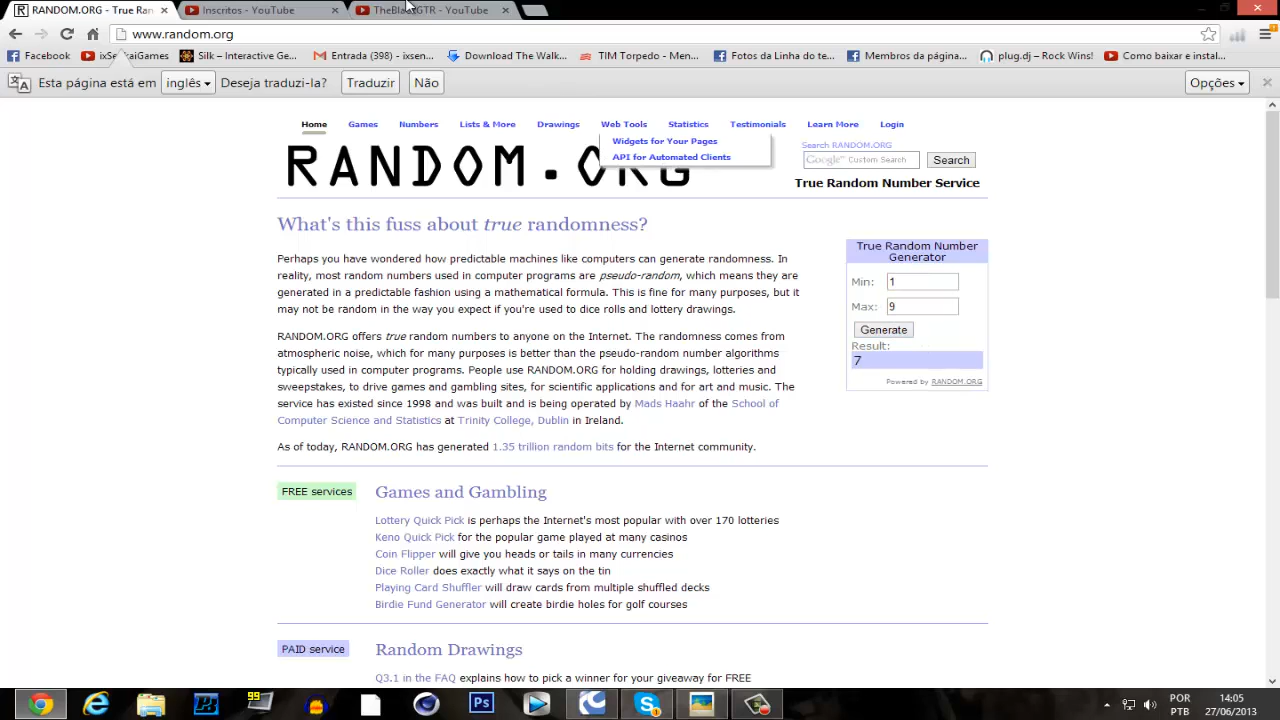 RANDOM.ORG - True Ran
Inscritos - YouTube
TheBla GTR - YouTube
www.random.org
Facebook
ixSenkaiGames
Silk – Interactive Ge...
Entrada (398) - ixsen...
Download The Walk...
TIM Torpedo - Men...
Fotos da Linha do te...
Membros da página...
plug.dj – Rock Wins!
Como baixar e instal...
Esta página está em inglês Deseja traduzi-la? Traduzir Não Opções
Home Games Numbers Lists & More Drawings Web Tools Statistics Testimonials Learn More Login
Widgets for Your Pages
API for Automated Clients
Search RANDOM.ORG
Google™ Custom Search Search
RANDOM.ORG
True Random Number Service
What's this fuss about true randomness?
Perhaps you have wondered how predictable machines like computers can generate randomness. In
reality, most random numbers used in computer programs are pseudo-random, which means they are
generated in a predictable fashion using a mathematical formula. This is fine for many purposes, but it
may not be random in the way you expect if you're used to dice rolls and lottery drawings.
RANDOM.ORG offers true random numbers to anyone on the Internet. The randomness comes from
atmospheric noise, which for many purposes is better than the pseudo-random number algorithms
typically used in computer programs. People use RANDOM.ORG for holding drawings, lotteries and
sweepstakes, to drive games and gambling sites, for scientific applications and for art and music. The
service has existed since 1998 and was built and is being operated by Mads Haahr of the School of
Computer Science and Statistics at Trinity College, Dublin in Ireland.
As of today, RANDOM.ORG has generated 1.35 trillion random bits for the Internet community.
True Random Number
Generator
Min: 1
Max: 9
Generate
Result:
7
Powered by RANDOM.ORG
FREE services
Games and Gambling
Lottery Quick Pick is perhaps the Internet's most popular with over 170 lotteries
Keno Quick Pick for the popular game played at many casinos
Coin Flipper will give you heads or tails in many currencies
Dice Roller does exactly what it says on the tin
Playing Card Shuffler will draw cards from multiple shuffled decks
Birdie Fund Generator will create birdie holes for golf courses
PAID service
Random Drawings
Q3.1 in the FAQ explains how to pick a winner for your giveaway for FREE
99
Ps
POR
PTB
14:05
27/06/2013